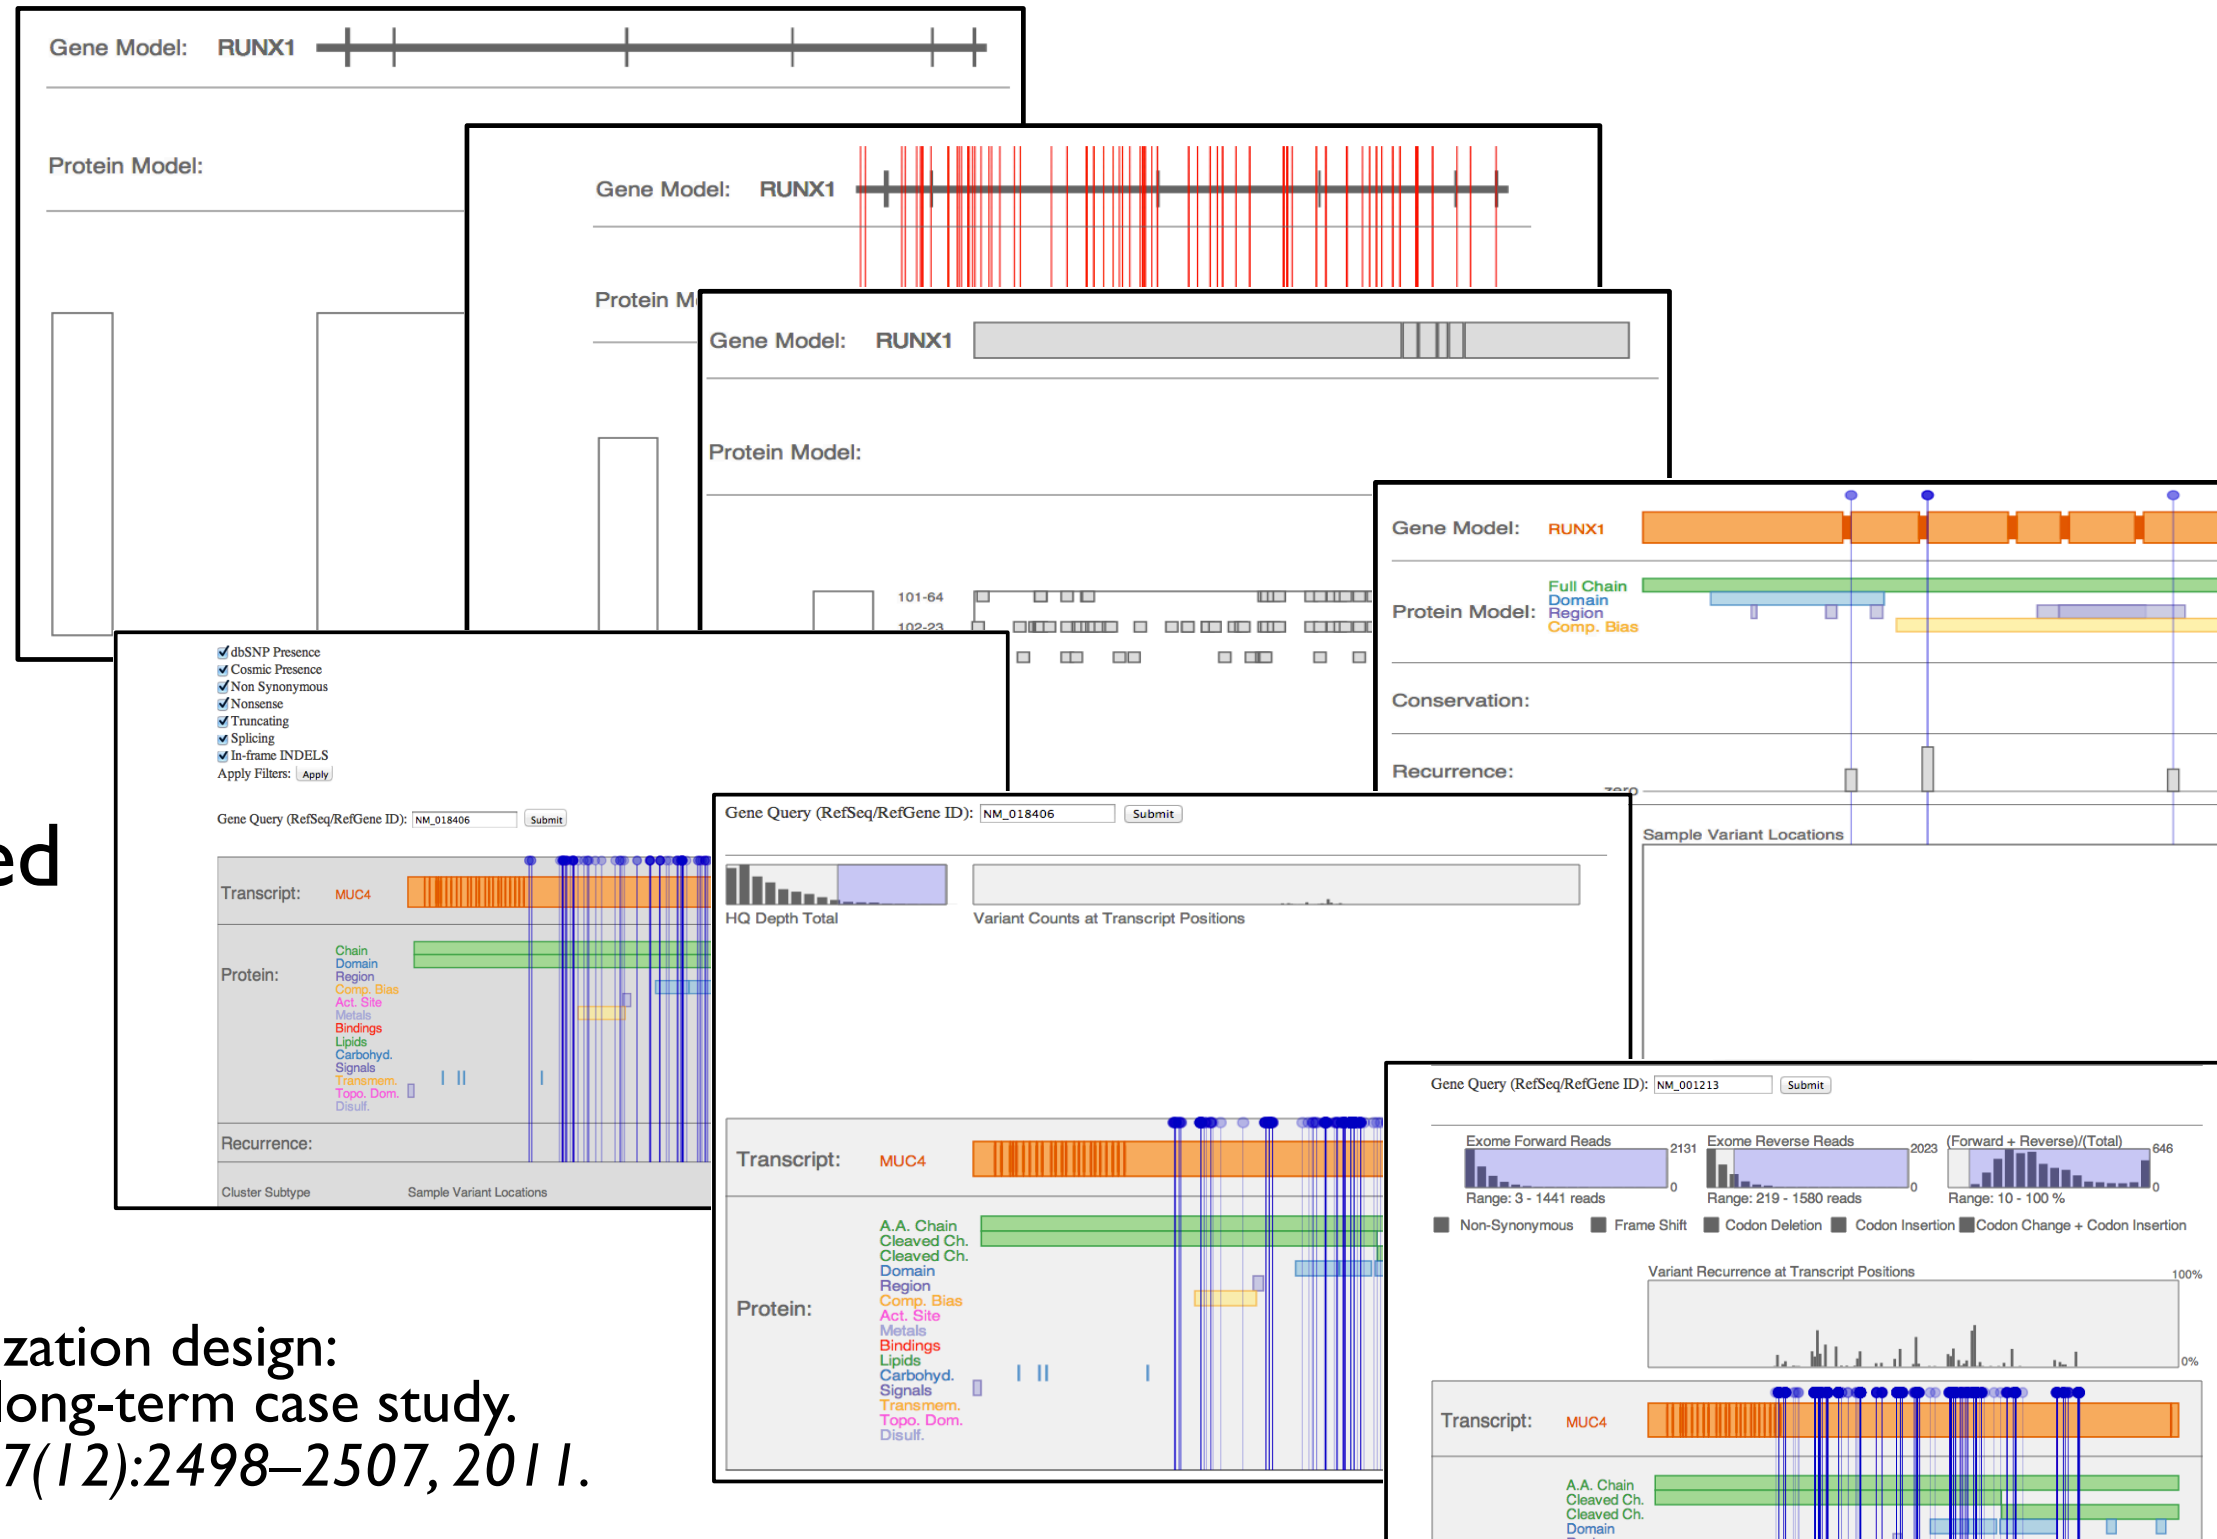 Gene Model: RUNX1
Protein Model:
Gene Model: RUNX1
Protein M
Gene Model: RUNX1
Protein Model:
101-64
102-23
Gene Model: RUNX1
Protein Model:
Full Chain
Domain
Region
Comp. Bias
Conservation:
Recurrence:
zero
Sample Variant Locations
dbSNP Presence
Cosmic Presence
Non Synonymous
Nonsense
Truncating
Splicing
In-frame INDELS
Apply Filters: Apply
Gene Query (RefSeq/RefGene ID): NM_018406 Submit
Transcript: MUC4
Protein:
Chain
Domain
Region
Comp. Bias
Act. Site
Metals
Bindings
Lipids
Carbohyd.
Signals
Transmem.
Topo. Dom.
Disulf.
Recurrence:
Cluster Subtype Sample Variant Locations
Gene Query (RefSeq/RefGene ID): NM_018406 Submit
HQ Depth Total Variant Counts at Transcript Positions
Transcript: MUC4
Protein:
A.A. Chain
Cleaved Ch.
Cleaved Ch.
Domain
Region
Comp. Bias
Act. Site
Metals
Bindings
Lipids
Carbohyd.
Signals
Transmem.
Topo. Dom.
Disulf.
Gene Query (RefSeq/RefGene ID): NM_001213 Submit
Exome Forward Reads 2131 Exome Reverse Reads 2023 (Forward + Reverse)/(Total) 646
0 0 0
Range: 3 - 1441 reads Range: 219 - 1580 reads Range: 10 - 100 %
Non-Synonymous Frame Shift Codon Deletion Codon Insertion Codon Change + Codon Insertion
Variant Recurrence at Transcript Positions 100%
0%
Transcript: MUC4
A.A. Chain
Cleaved Ch.
Cleaved Ch.
Domain
ed
zation design:
long-term case study.
7(12):2498–2507, 2011.